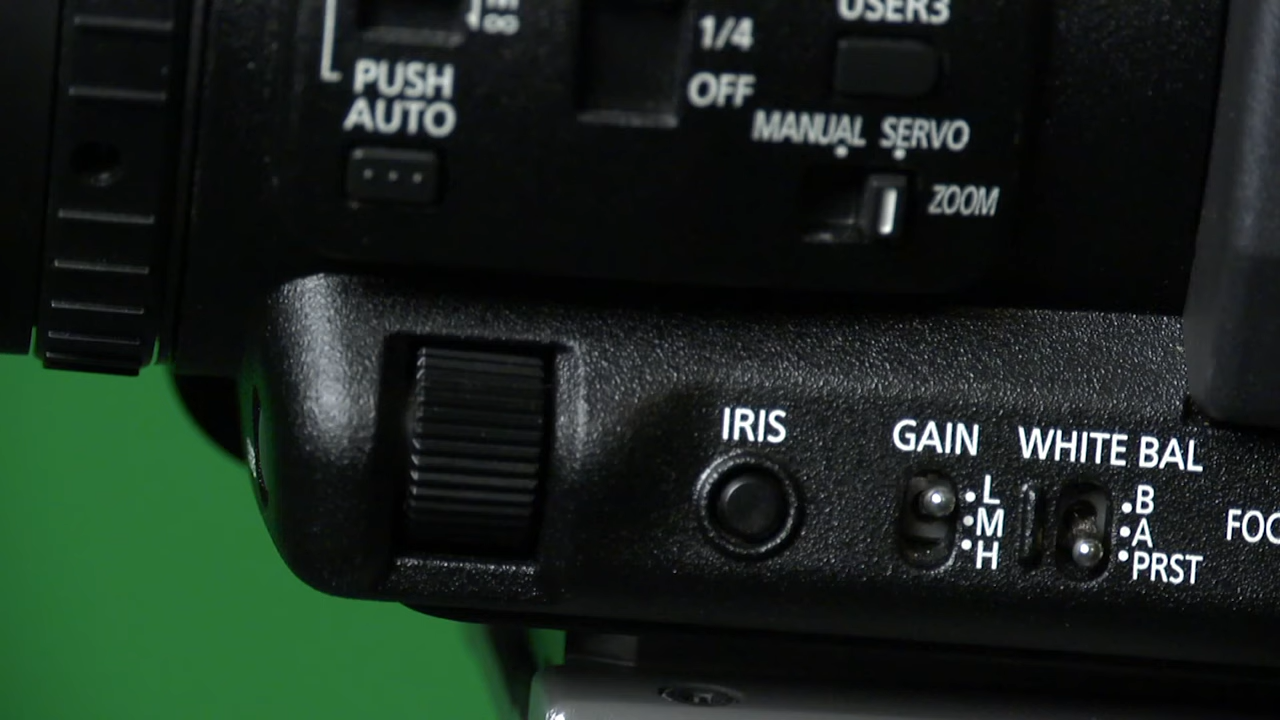 USER3
∞
1/4
PUSH
AUTO
OFF
MANUAL SERVO
ZOOM
IRIS
GAIN
L
M
H
WHITE BAL
B
A
PRST
FOC